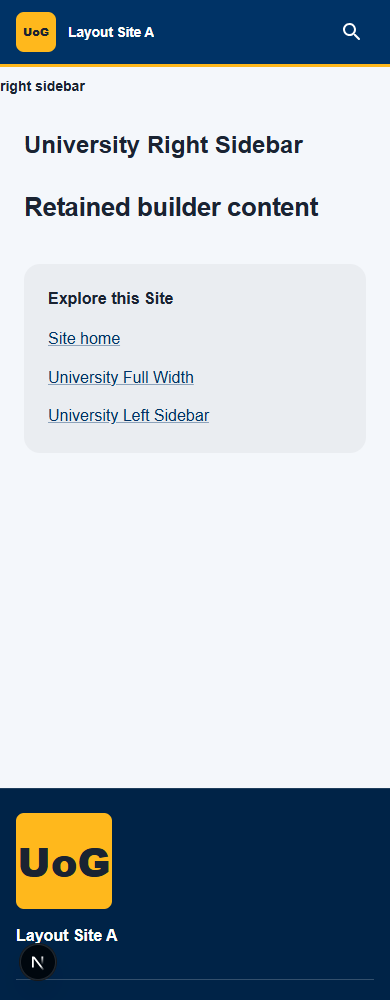 UoG
Layout Site A
right sidebar
University Right Sidebar
Retained builder content
Explore this Site
Site home
University Full Width
University Left Sidebar
UoG
Layout Site A
N